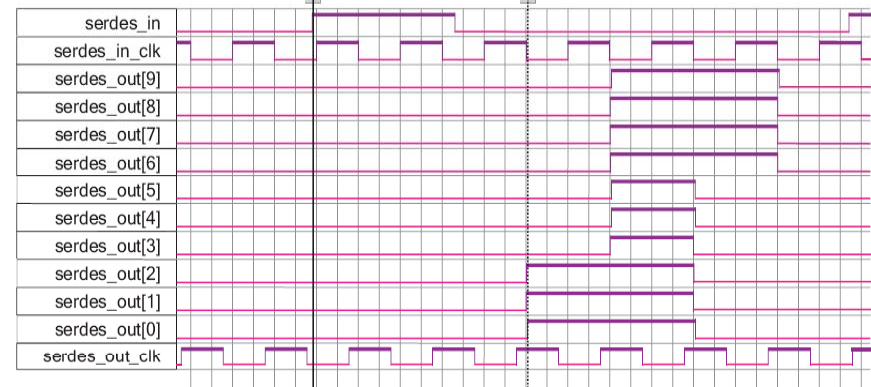 serdes_in
serdes_in_clk
serdes_out[9]
serdes_out[8]
serdes_out[7]
serdes_out[6]
serdes_out[5]
serdes_out[4]
serdes_out[3]
serdes_out[2]
serdes_out[1]
serdes_out[0]
serdes_out_clk